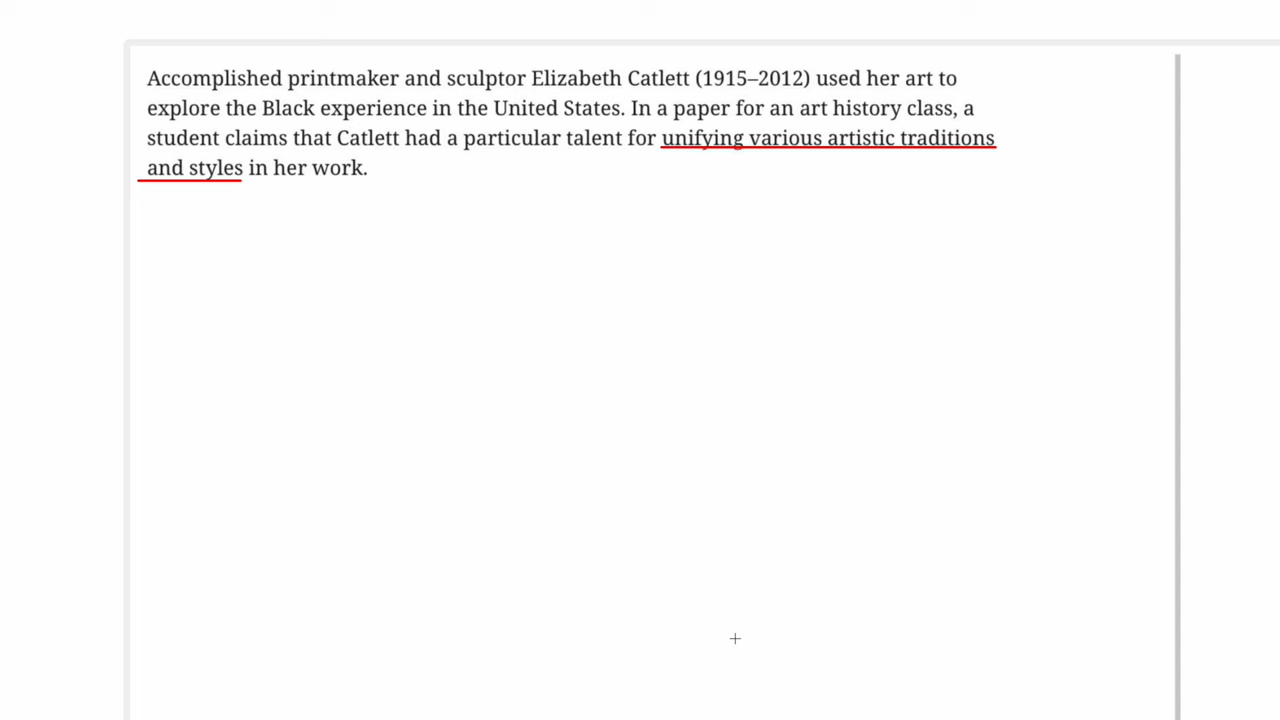 Accomplished printmaker and sculptor Elizabeth Catlett (1915–2012) used her art to
explore the Black experience in the United States. In a paper for an art history class, a
student claims that Catlett had a particular talent for unifying various artistic traditions
and styles in her work.